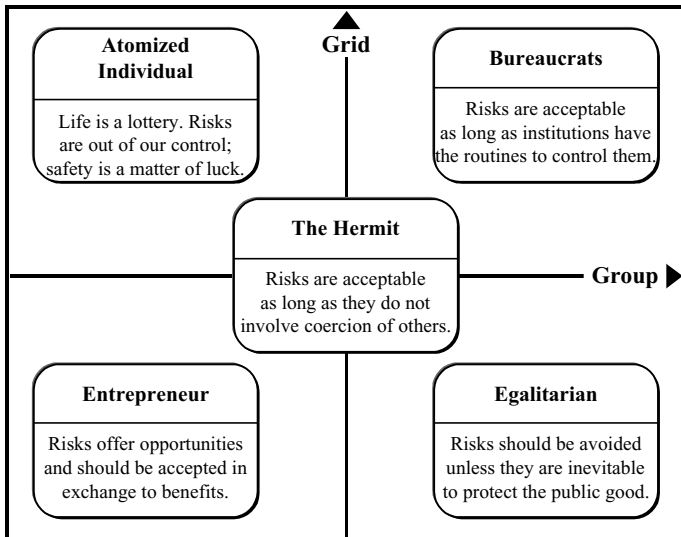 Atomized
Individual
Life is a lottery. Risks
are out of our control;
safety is a matter of luck.
Grid
Bureaucrats
Risks are acceptable
as long as institutions have
the routines to control them.
The Hermit
Risks are acceptable
as long as they do not
involve coercion of others.
Group
Entrepreneur
Risks offer opportunities
and should be accepted in
exchange to benefits.
Egalitarian
Risks should be avoided
unless they are inevitable
to protect the public good.